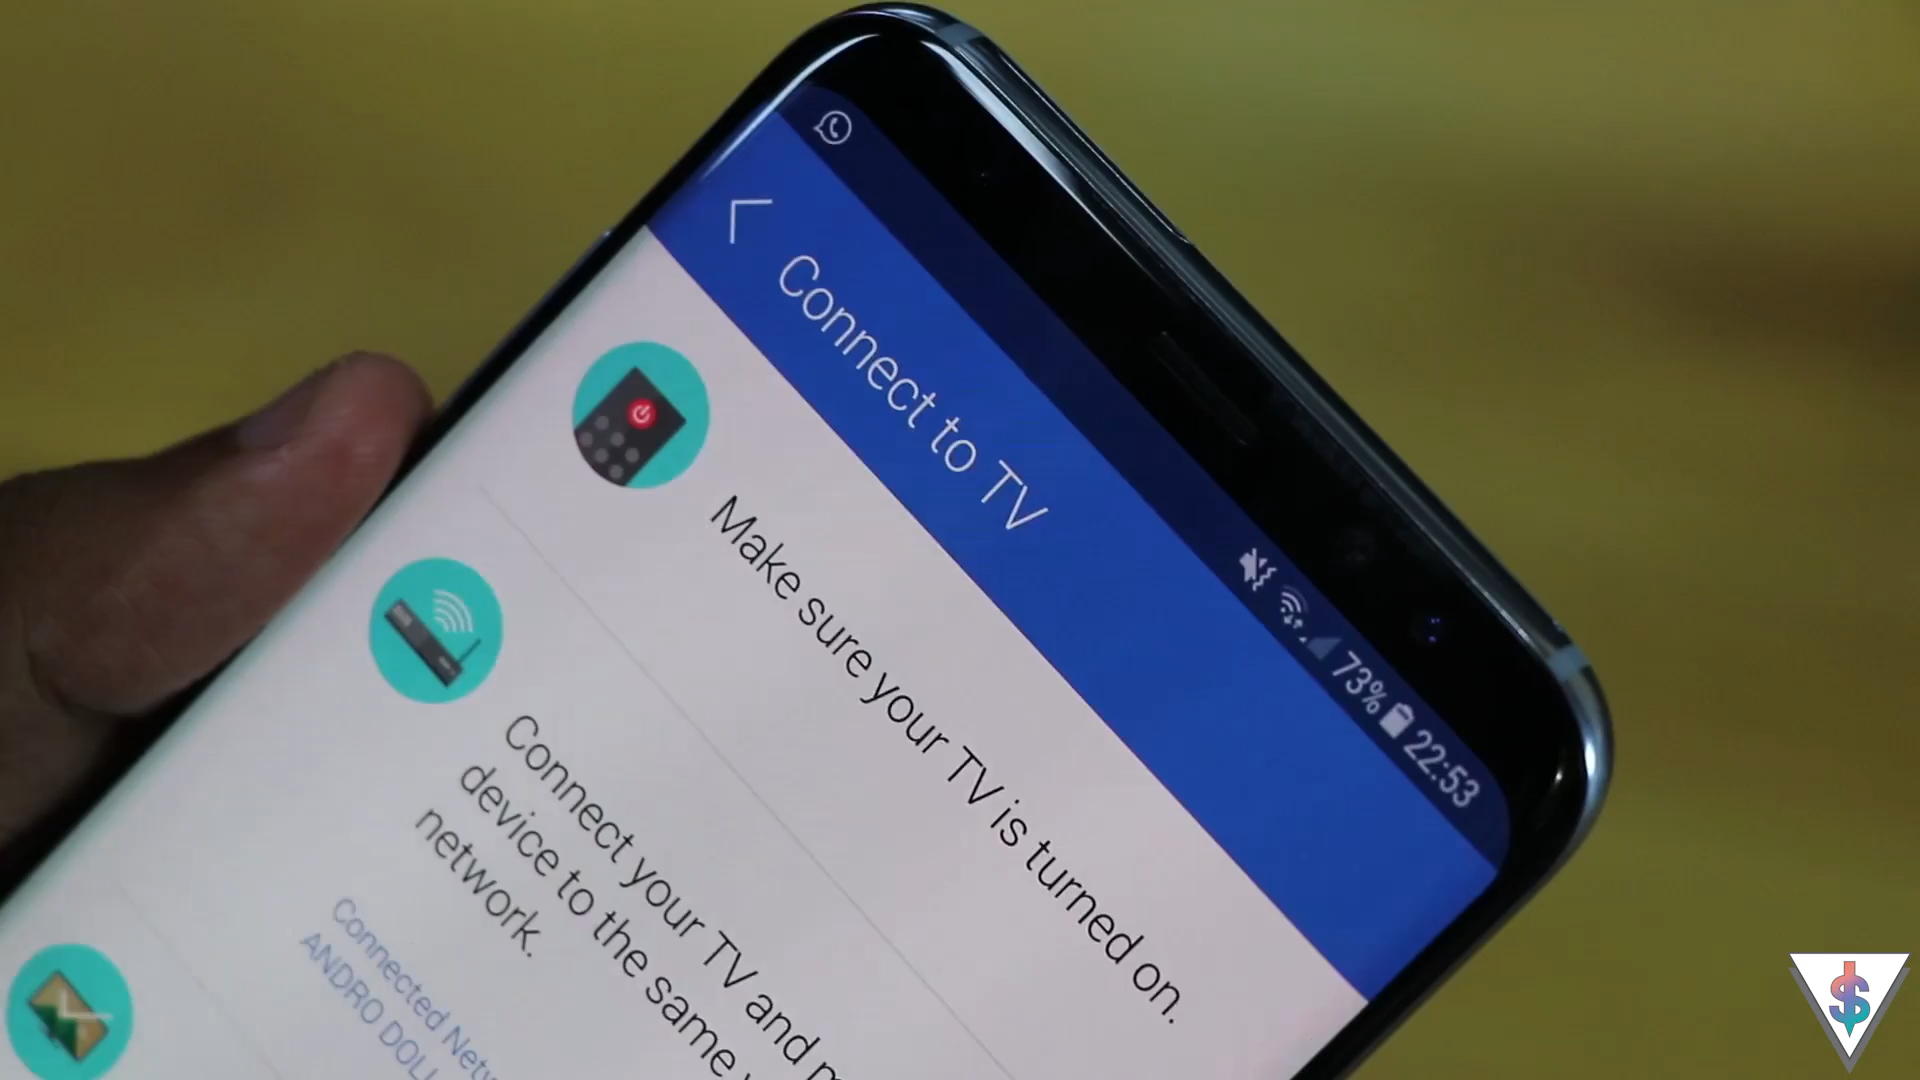 73% 22:53
Connect to TV
Make sure your TV is turned on.
Connect your TV and
device to the same
network.
Connected
ANDRO